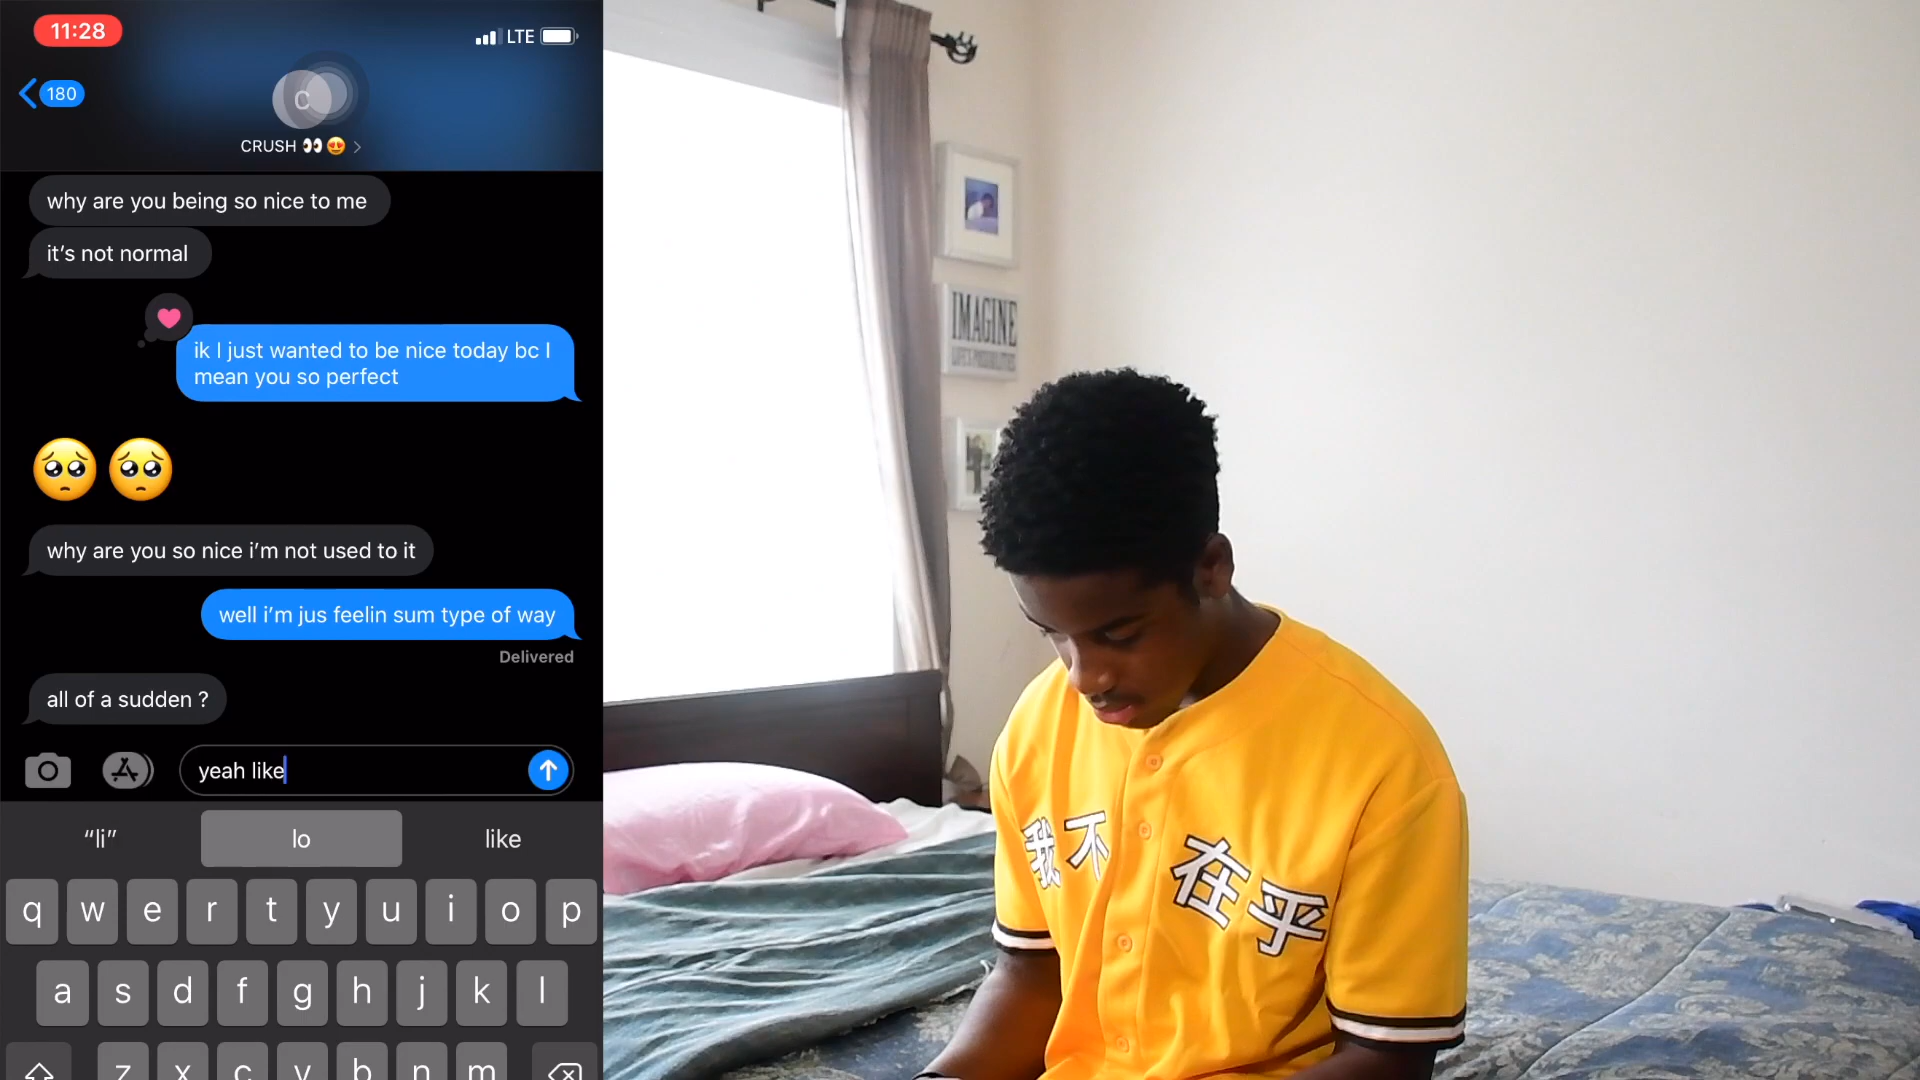 11:28
LTE
180
C
CRUSH 👀😍 >
why are you being so nice to me
it’s not normal
ik I just wanted to be nice today bc I
mean you so perfect
🥺🥺
why are you so nice i’m not used to it
well i’m jus feelin sum type of way
Delivered
all of a sudden ?
yeah like
“li” lo like
q w e r t y u i o p
a s d f g h j k l
z x c v b n m
IMAGINE
LIFE'S POSSIBILITIES
我不 在乎